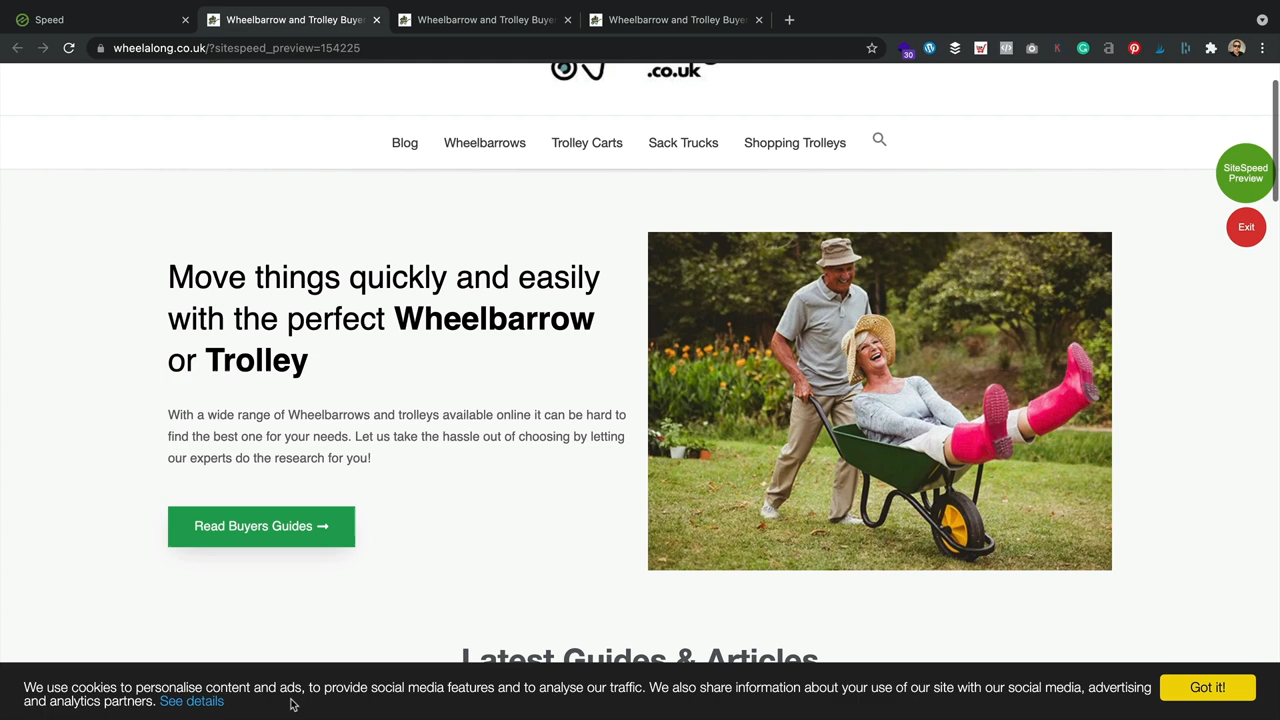 Speed
Wheelbarrow and Trolley Buyer
Wheelbarrow and Trolley Buyer
Wheelbarrow and Trolley Buyer
wheelalong.co.uk/?sitespeed_preview=154225
30
.co.uk
Blog
Wheelbarrows
Trolley Carts
Sack Trucks
Shopping Trolleys
SiteSpeed
Preview
Exit
Move things quickly and easily
with the perfect Wheelbarrow
or Trolley
With a wide range of Wheelbarrows and trolleys available online it can be hard to
find the best one for your needs. Let us take the hassle out of choosing by letting
our experts do the research for you!
Read Buyers Guides ➞
Latest Guides & Articles
We use cookies to personalise content and ads, to provide social media features and to analyse our traffic. We also share information about your use of our site with our social media, advertising
and analytics partners. See details
Got it!